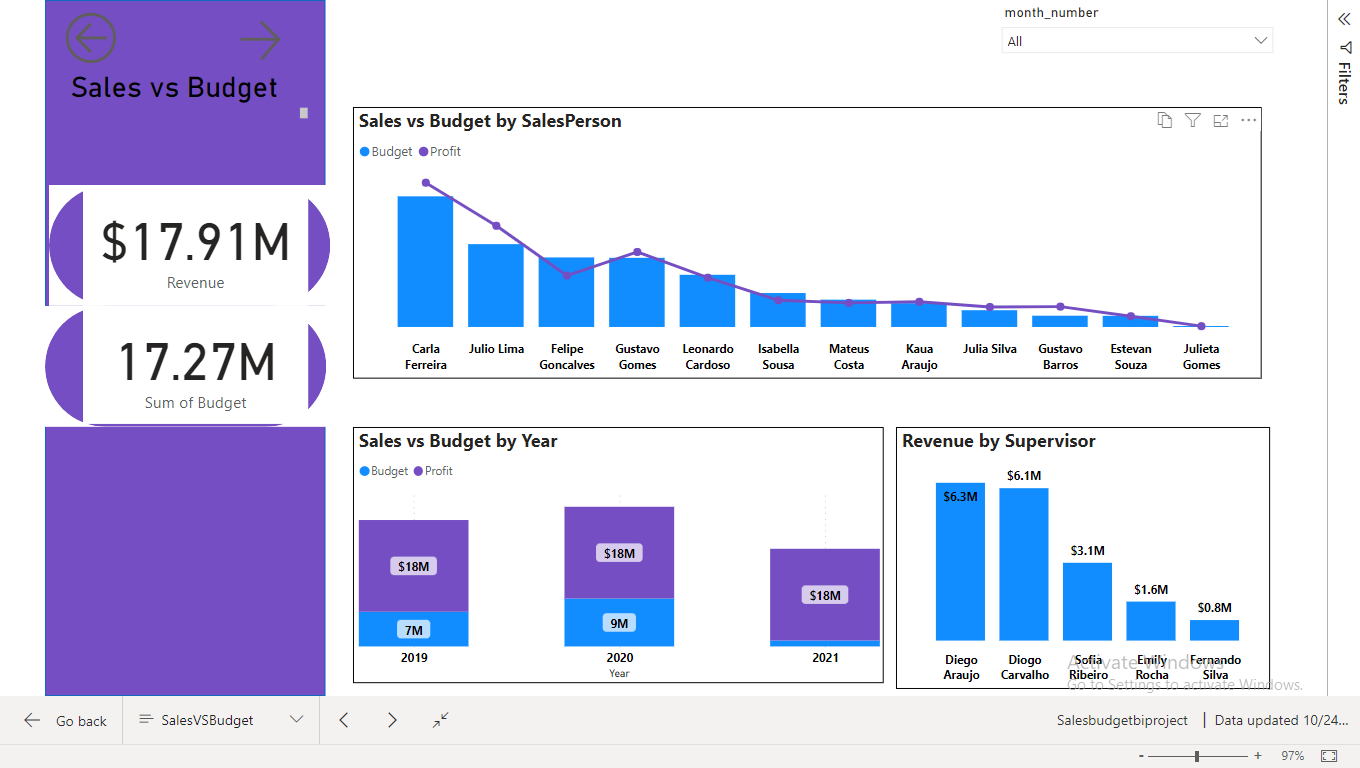 Sales vs Budget
$17.91M
Revenue
17.27M
Sum of Budget
month_number
All
Filters
Sales vs Budget by SalesPerson
Budget Profit
Carla Ferreira
Julio Lima
Felipe Goncalves
Gustavo Gomes
Leonardo Cardoso
Isabella Sousa
Mateus Costa
Kaua Araujo
Julia Silva
Gustavo Barros
Estevan Souza
Julieta Gomes
Sales vs Budget by Year
Budget Profit
$18M
7M
2019
$18M
9M
2020
$18M
2021
Year
Revenue by Supervisor
$6.3M
$6.1M
$3.1M
$1.6M
$0.8M
Diego Araujo
Diogo Carvalho
Sofia Ribeiro
Emily Rocha
Fernando Silva
Activate Windows
Go to Settings to activate Windows.
Go back
SalesVSBudget
Salesbudgetbiproject | Data updated 10/24...
- + 97%